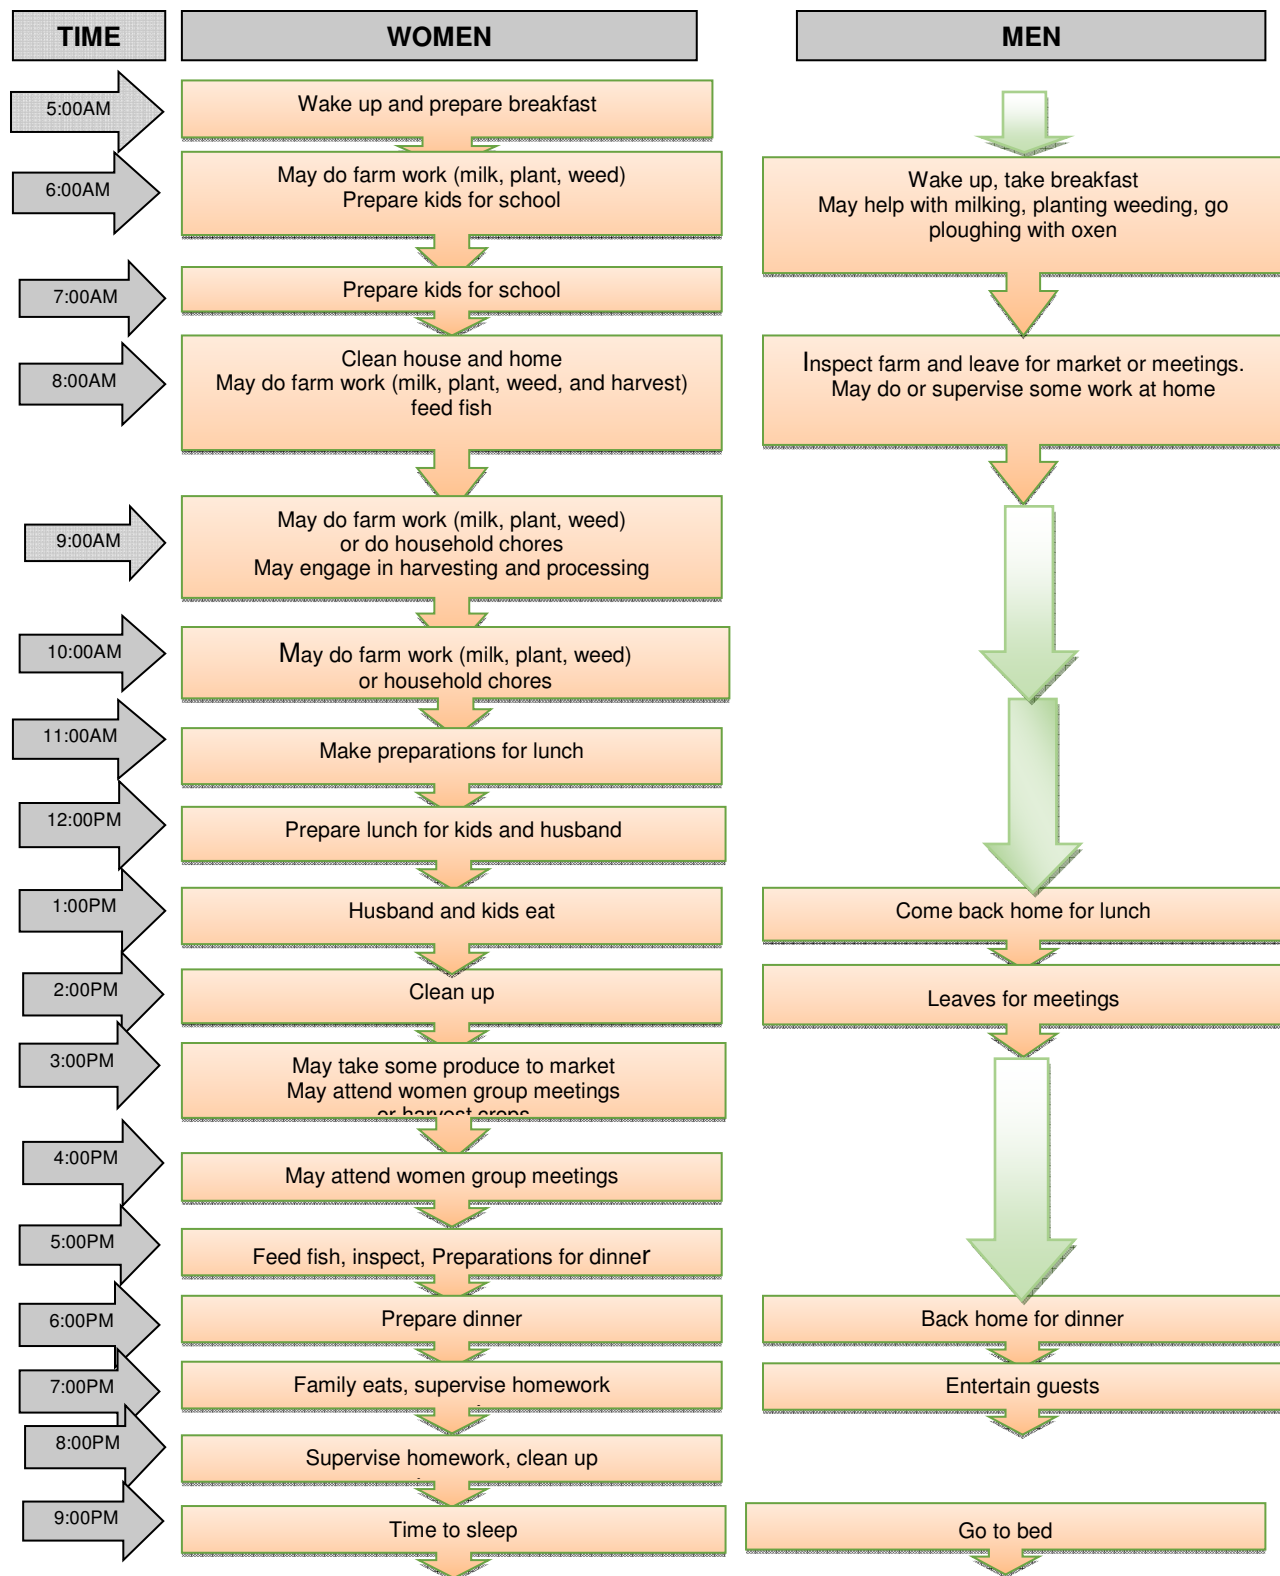 TIME
WOMEN
MEN
5:00AM
Wake up and prepare breakfast
6:00AM
May do farm work (milk, plant, weed)
Prepare kids for school
Wake up, take breakfast
May help with milking, planting weeding, go
ploughing with oxen
7:00AM
Prepare kids for school
8:00AM
Clean house and home
May do farm work (milk, plant, weed, and harvest)
feed fish
Inspect farm and leave for market or meetings.
May do or supervise some work at home
9:00AM
May do farm work (milk, plant, weed)
or do household chores
May engage in harvesting and processing
10:00AM
May do farm work (milk, plant, weed)
or household chores
11:00AM
Make preparations for lunch
12:00PM
Prepare lunch for kids and husband
1:00PM
Husband and kids eat
Come back home for lunch
2:00PM
Clean up
Leaves for meetings
3:00PM
May take some produce to market
May attend women group meetings
or harvest crops
4:00PM
May attend women group meetings
5:00PM
Feed fish, inspect, Preparations for dinner
6:00PM
Prepare dinner
Back home for dinner
7:00PM
Family eats, supervise homework
Entertain guests
8:00PM
Supervise homework, clean up
9:00PM
Time to sleep
Go to bed